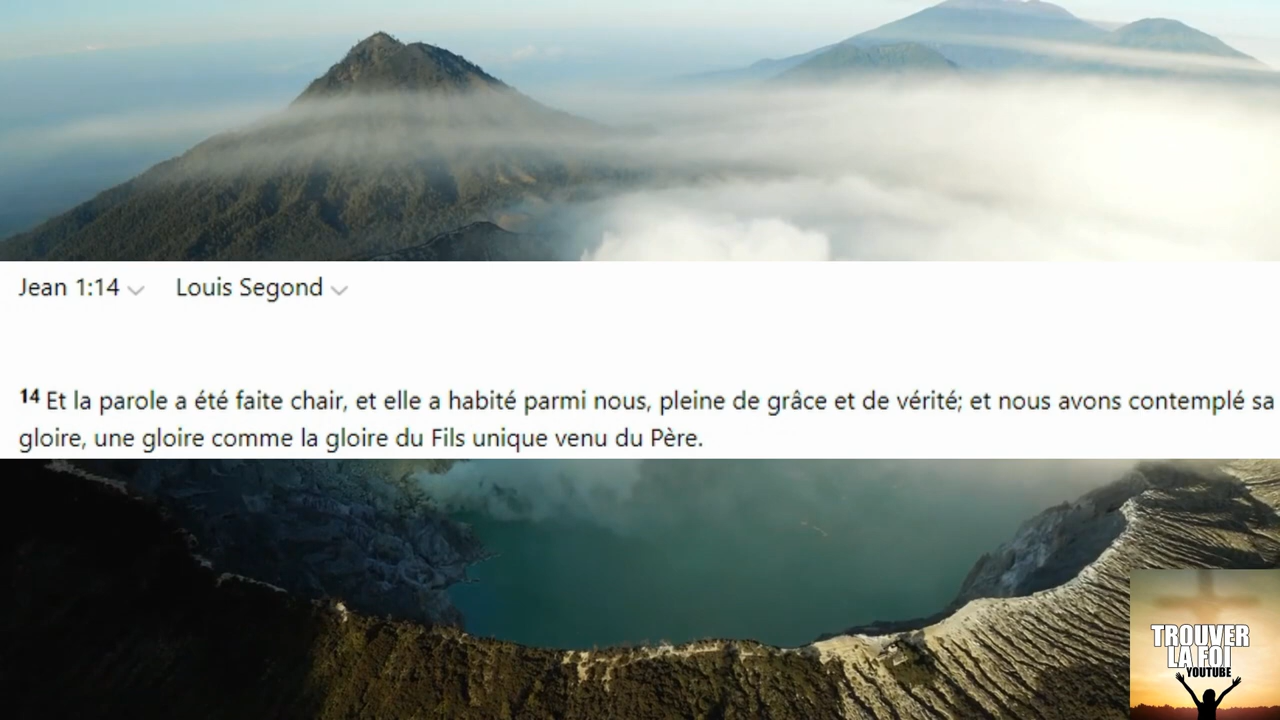 Jean 1:14 Louis Segond
14 Et la parole a été faite chair, et elle a habité parmi nous, pleine de grâce et de vérité; et nous avons contemplé sa
gloire, une gloire comme la gloire du Fils unique venu du Père.
TROUVER
LA FOI
YOUTUBE